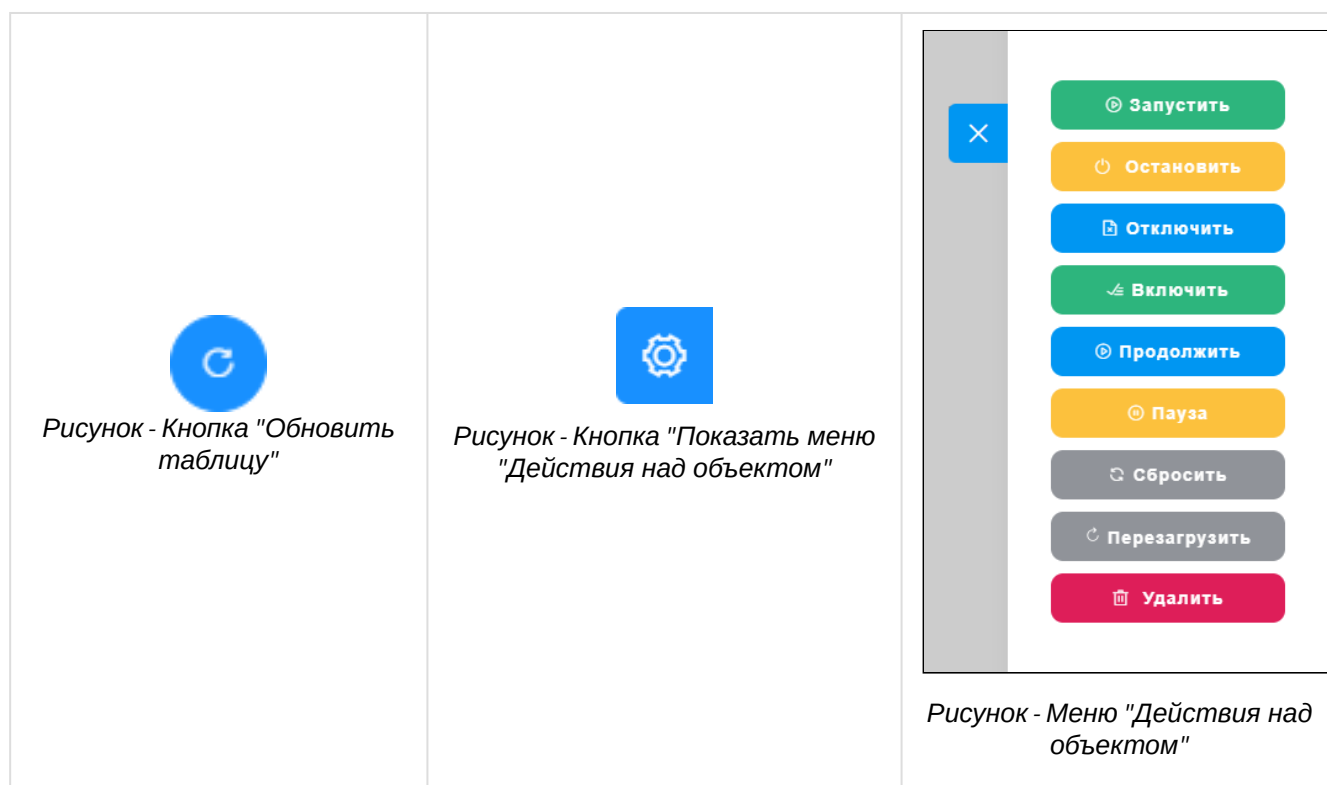 Рисунок - Кнопка "Обновить
таблицу"
Рисунок - Кнопка "Показать меню
"Действия над объектом"
Запустить
Остановить
Отключить
Включить
Продолжить
Пауза
Сбросить
Перезагрузить
Удалить
Рисунок - Меню "Действия над
объектом"